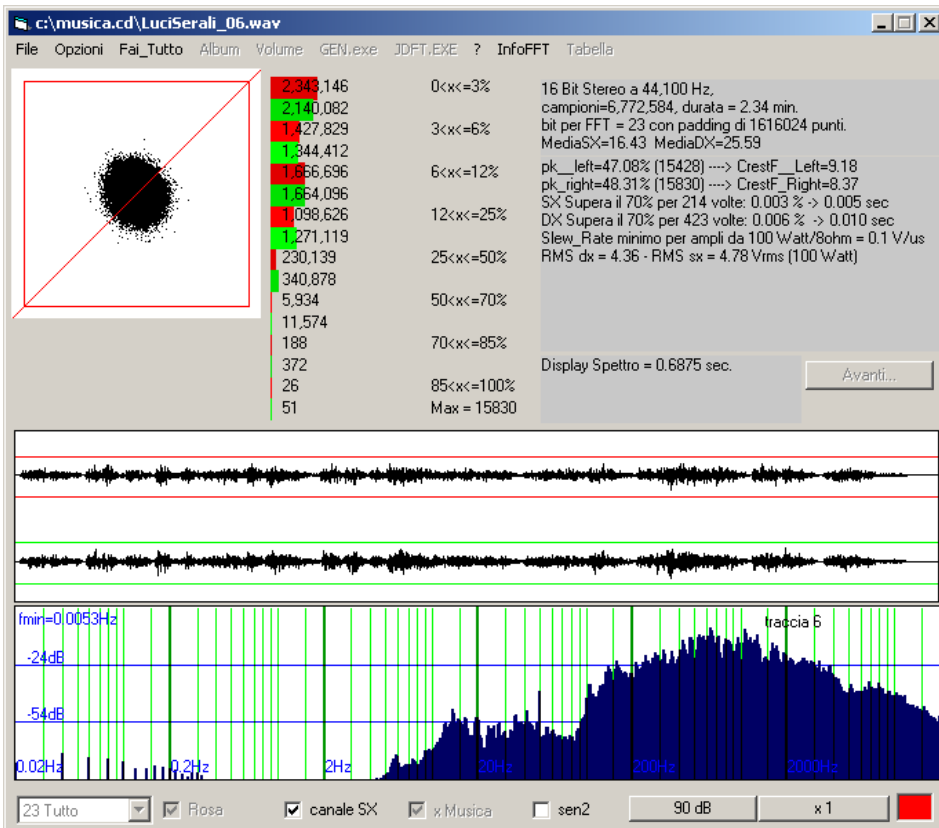 c:\musica.cd\LuciSerali_06.wav
File Opzioni Fai_Tutto Album Volume GEN.exe JDFT.EXE ? InfoFFT Tabella
2,343,146 0<x<=3%
2,140,082
1,427,829 3<x<=6%
1,344,412
1,666,696 6<x<=12%
1,664,096
1,098,626 12<x<=25%
1,271,119
230,139 25<x<=50%
340,878
5,934 50<x<=70%
11,574
188 70<x<=85%
372
26 85<x<=100%
51 Max = 15830
16 Bit Stereo a 44,100 Hz,
campioni=6,772,584, durata = 2.34 min.
bit per FFT = 23 con padding di 1616024 punti.
MediaSX=16.43 MediaDX=25.59
pk__left=47.08% (15428) ----> CrestF__Left=9.18
pk_right=48.31% (15830) ----> CrestF_Right=8.37
SX Supera il 70% per 214 volte: 0.003 % -> 0.005 sec
DX Supera il 70% per 423 volte: 0.006 % -> 0.010 sec
Slew_Rate minimo per ampli da 100 Watt/8ohm = 0.1 V/us
RMS dx = 4.36 - RMS sx = 4.78 Vrms (100 Watt)
Display Spettro = 0.6875 sec.
Avanti...
fmin=0.0053Hz
traccia 6
-24dB
-54dB
0.02Hz 0.2Hz 2Hz 20Hz 200Hz 2000Hz
23 Tutto Rosa canale SX x Musica sen2 90 dB x 1